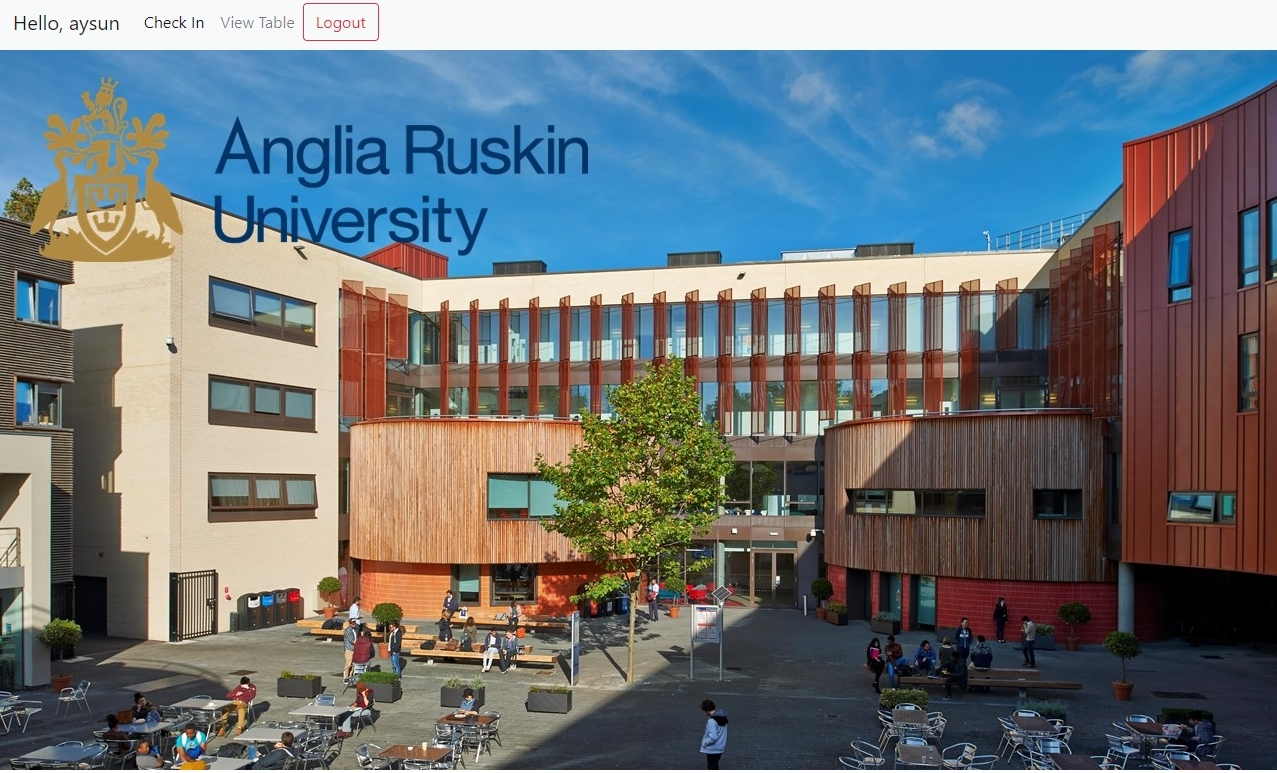 Hello, aysun Check In View Table Logout
Anglia Ruskin
University